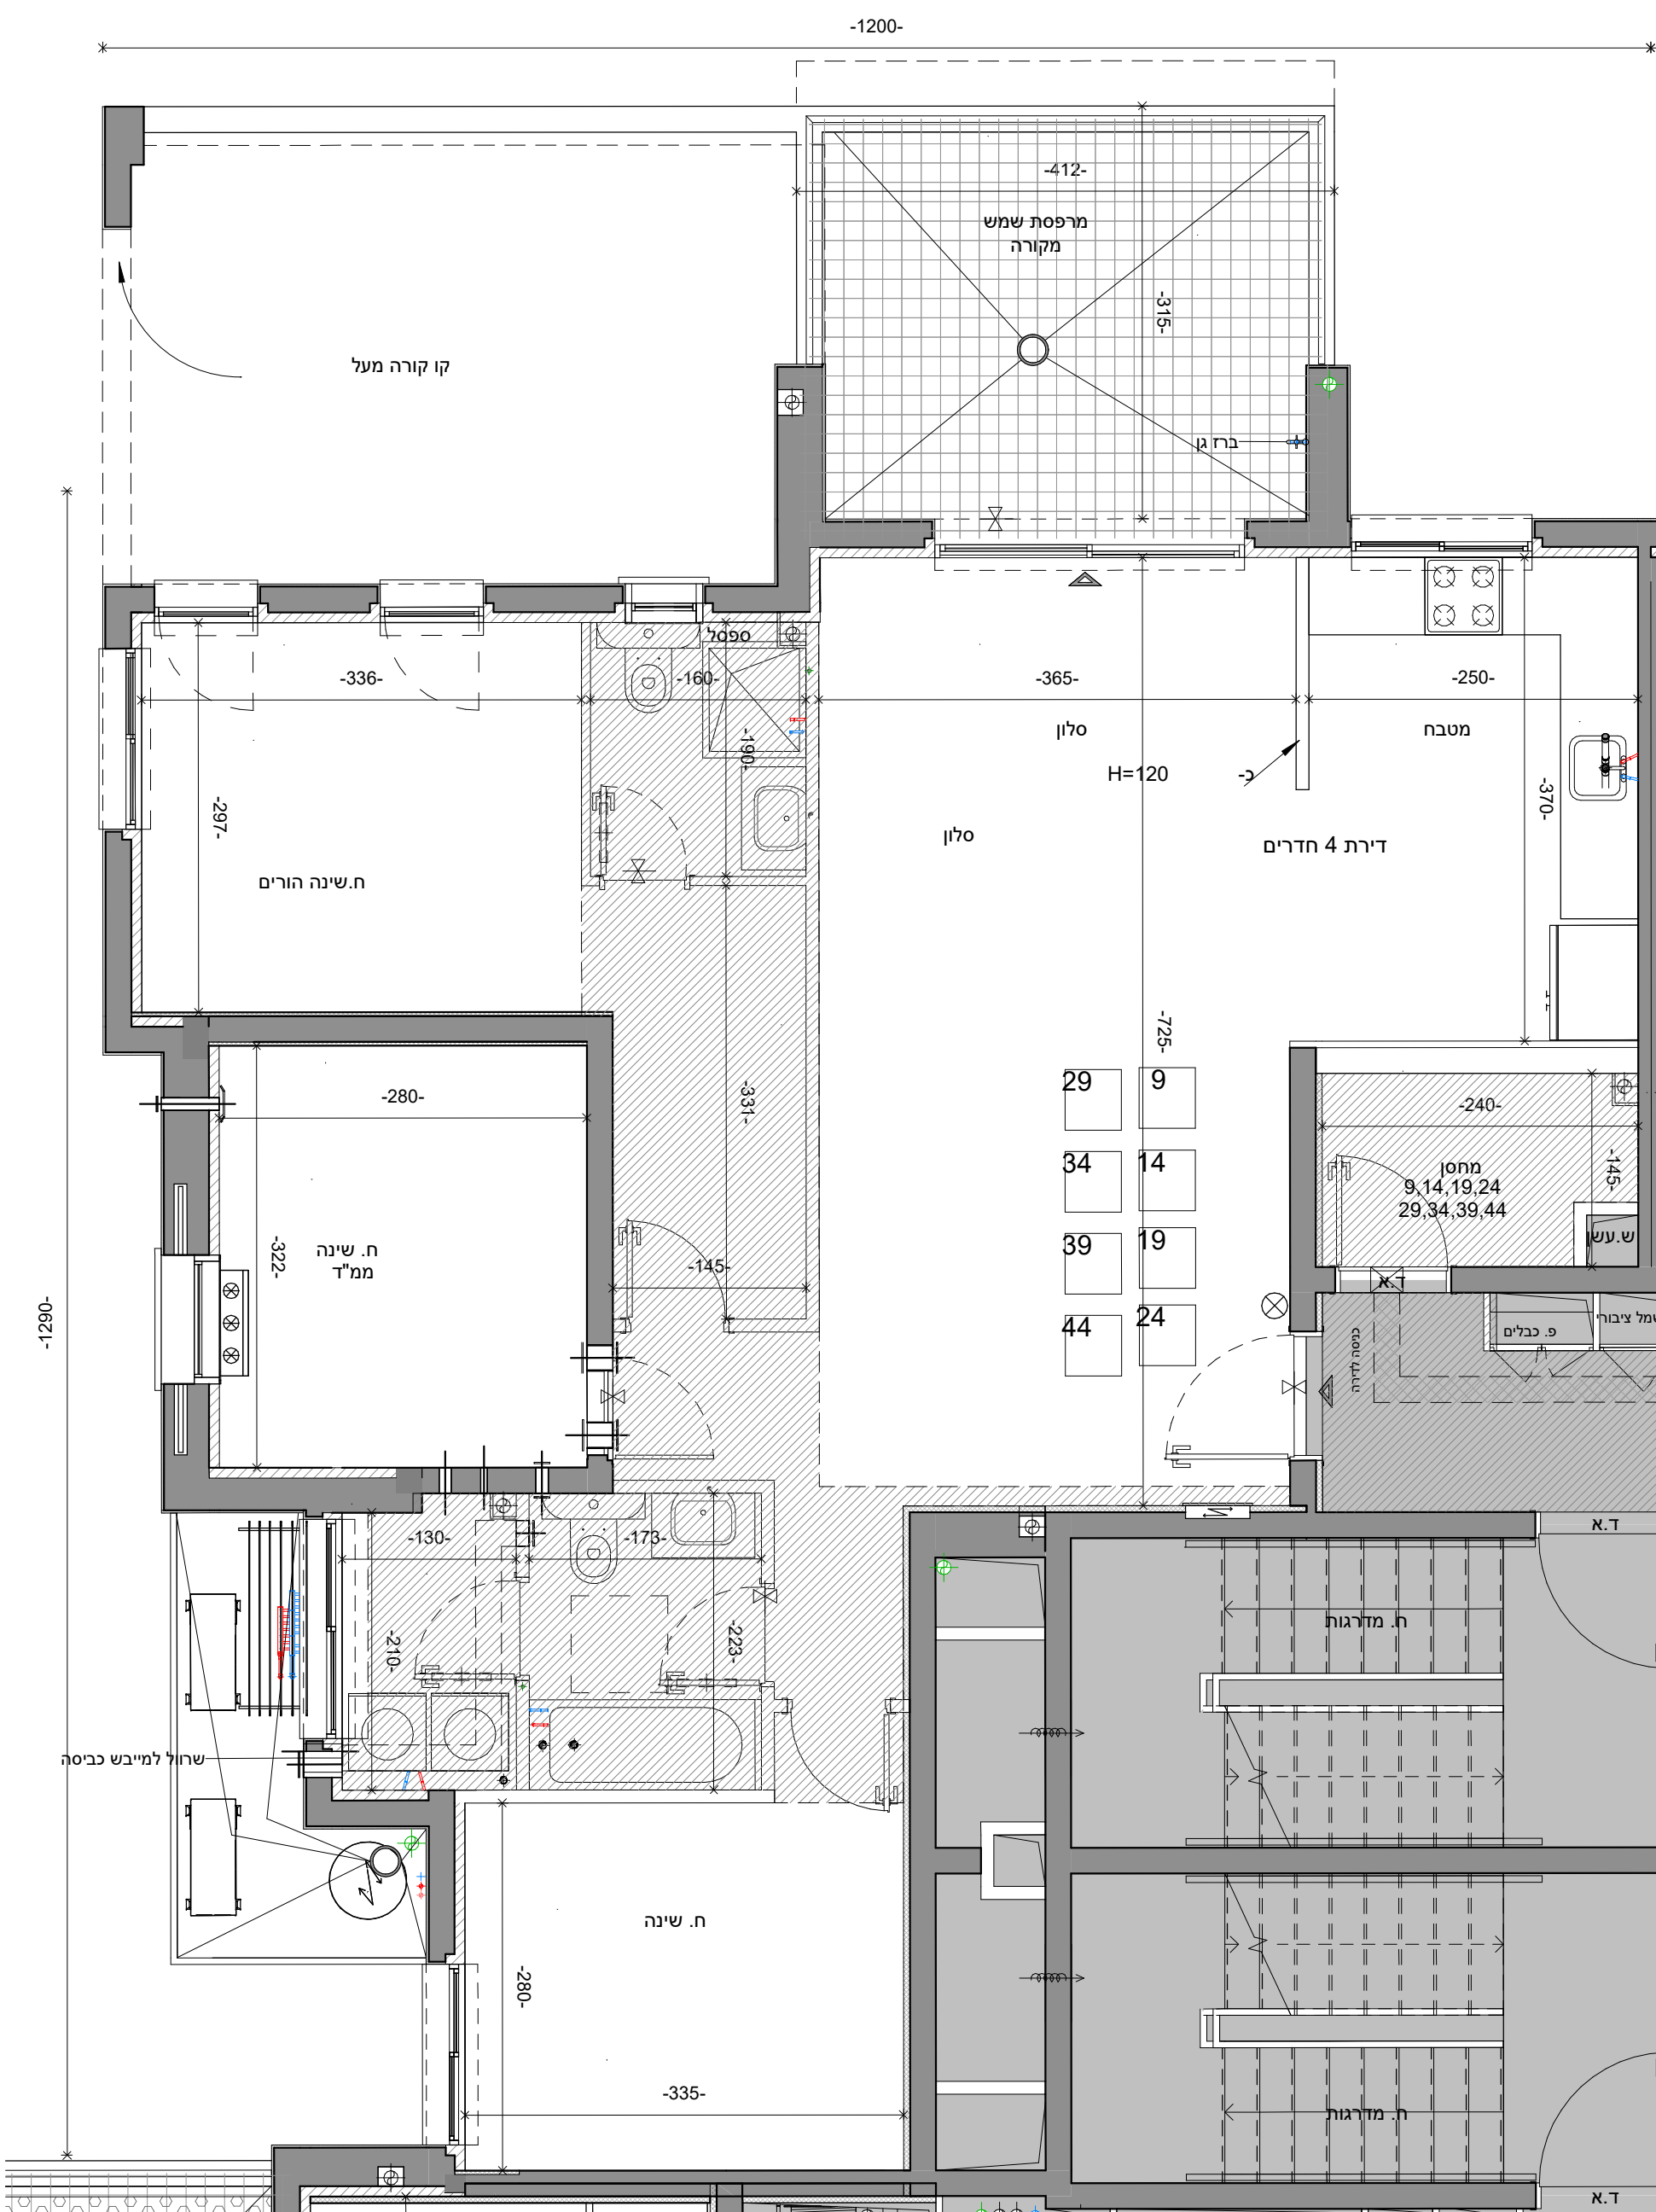 -1200-
-412-
מרפסת שמש
מקורה
-315-
קו קורה מעל
ברז גן
ספסל
-336-
-160-
-365-
-250-
סלון
מטבח
-190-
H=120
כ-
-297-
-370-
סלון
דירת 4 חדרים
ח.שינה הורים
-725-
29
9
-280-
-331-
-240-
34
14
-145-
מחסן
9,14,19,24
29,34,39,44
39
19
ש.עשן
ח. שינה
ממ"ד
-322-
-145-
ד.א
44
24
פ. כבלים
שמל ציבורי
כניסה לדירה
-1290-
-130-
-173-
ד.א
-210-
-223-
ח. מדרגות
שרוול למייבש כביסה
ח. שינה
-280-
-335-
ח. מדרגות
ד.א